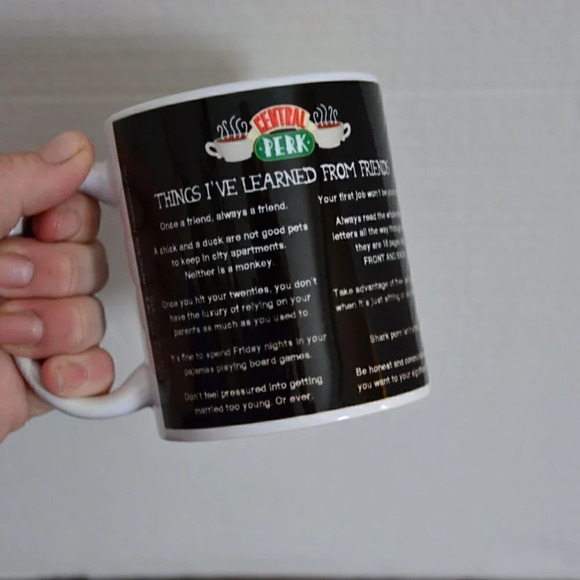 CENTRAL
PERK
THINGS I'VE LEARNED FROM FRIENDS
Once a friend, always a friend.
A chick and a duck are not good pets
to keep in city apartments.
Neither is a monkey.
Once you hit your twenties, you don't
have the luxury of relying on your
parents as much as you used to.
It's fine to spend Friday nights in your
pajamas playing board games.
Don't feel pressured into getting
married too young. Or ever.
Your first job won't be your
Always read the whole
letters all the way through
they are 18 pages
FRONT AND BACK
Take advantage of
when it's just sitting
Shark porn isn't
Be honest and
you want to your